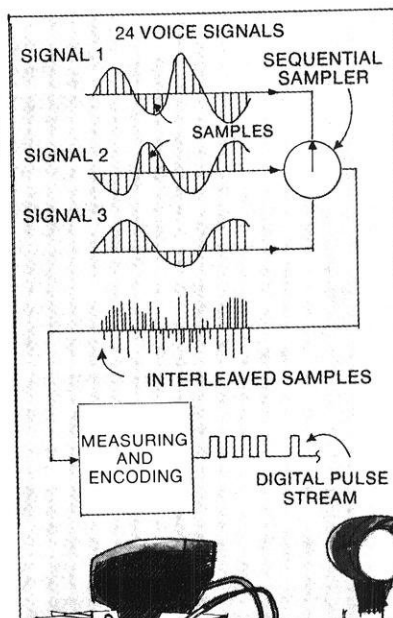 24 VOICE SIGNALS
SIGNAL 1
SEQUENTIAL
SAMPLER
SAMPLES
SIGNAL 2
SIGNAL 3
INTERLEAVED SAMPLES
MEASURING
AND
ENCODING
DIGITAL PULSE
STREAM